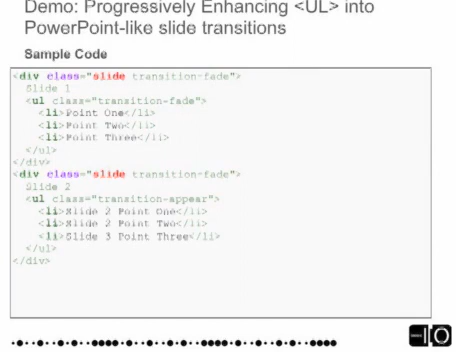 Demo: Progressively Enhancing <UL> into
PowerPoint-like slide transitions
Sample Code
<div class="slide transition-fade">
Slide 1
<ul class="transition-fade">
<li>Point One</li>
<li>Point Two</li>
<li>Point Three</li>
</ul>
</div>
<div class="slide transition-fade">
Slide 2
<ul class="transition-appear">
<li>Slide 2 Point One</li>
<li>Slide 2 Point Two</li>
<li>Slide 3 Point Three</li>
</ul>
</div>
IO